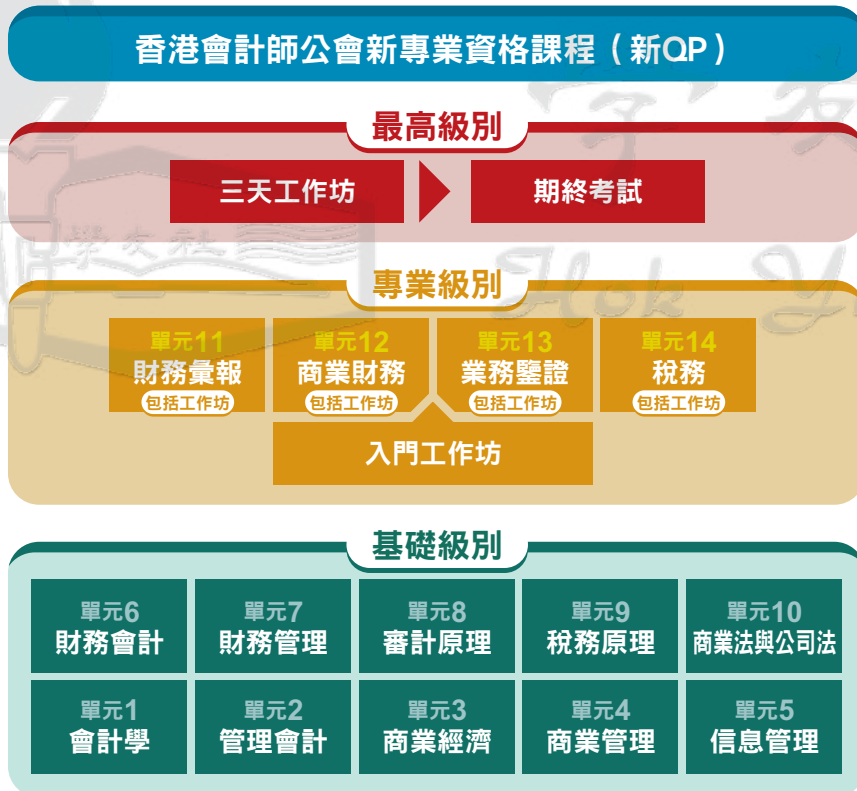 香港會計師公會新專業資格課程（新QP）
最高級別
三天工作坊
期終考試
專業級別
單元11
財務彙報
包括工作坊
單元12
商業財務
包括工作坊
單元13
業務鑒證
包括工作坊
單元14
稅務
包括工作坊
入門工作坊
基礎級別
單元6
財務會計
單元7
財務管理
單元8
審計原理
單元9
稅務原理
單元10
商業法與公司法
單元1
會計學
單元2
管理會計
單元3
商業經濟
單元4
商業管理
單元5
信息管理
學友社
學友
Hok Y